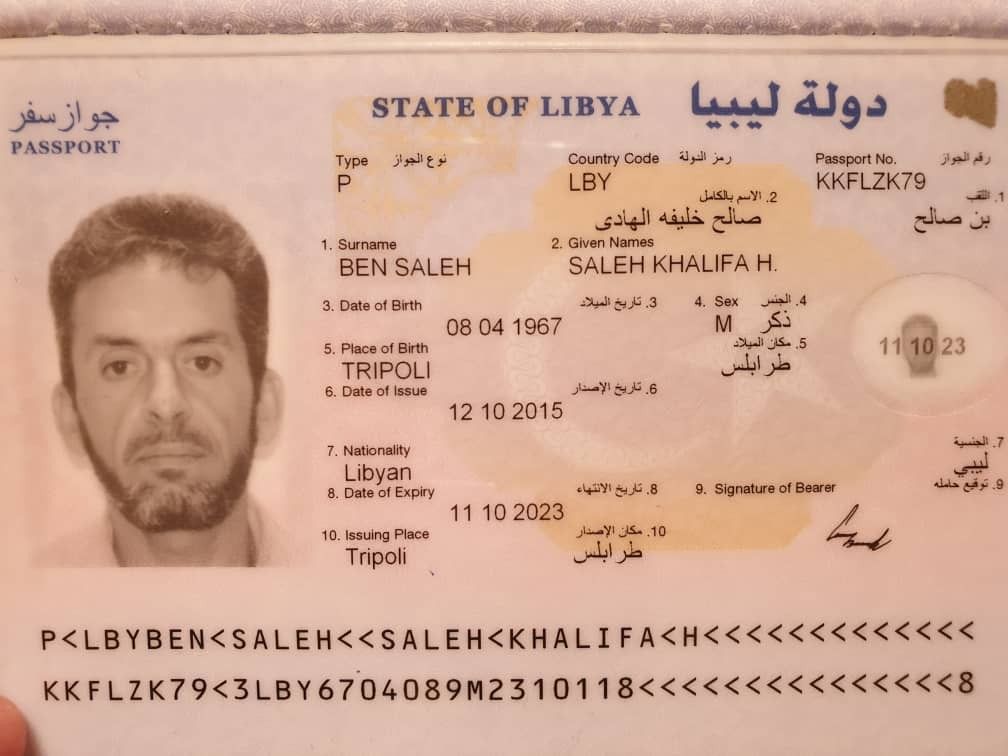 STATE OF LIBYA دولة ليبيا
جواز سفر
PASSPORT
Type نوع الجواز Country Code رمز الدولة Passport No. رقم الجواز
P LBY KKFLZK79
2. الاسم بالكامل 1. اللقب
صالح خليفه الهادى بن صالح
1. Surname 2. Given Names
BEN SALEH SALEH KHALIFA H.
3. Date of Birth 3. تاريخ الميلاد 4. Sex 4. الجنس
08 04 1967 M ذكر
5. Place of Birth 5. مكان الميلاد
TRIPOLI طرابلس
11 10 23
6. Date of Issue 6. تاريخ الإصدار
12 10 2015
7. Nationality 7. الجنسية
Libyan ليبي
8. Date of Expiry 8. تاريخ الانتهاء 9. Signature of Bearer 9. توقيع حامله
11 10 2023
10. Issuing Place 10. مكان الإصدار
Tripoli طرابلس
P<LBYBEN<SALEH<<SALEH<KHALIFA<H<<<<<<<<<<<<<
KKFLZK79<3LBY6704089M2310118<<<<<<<<<<<<<<<8